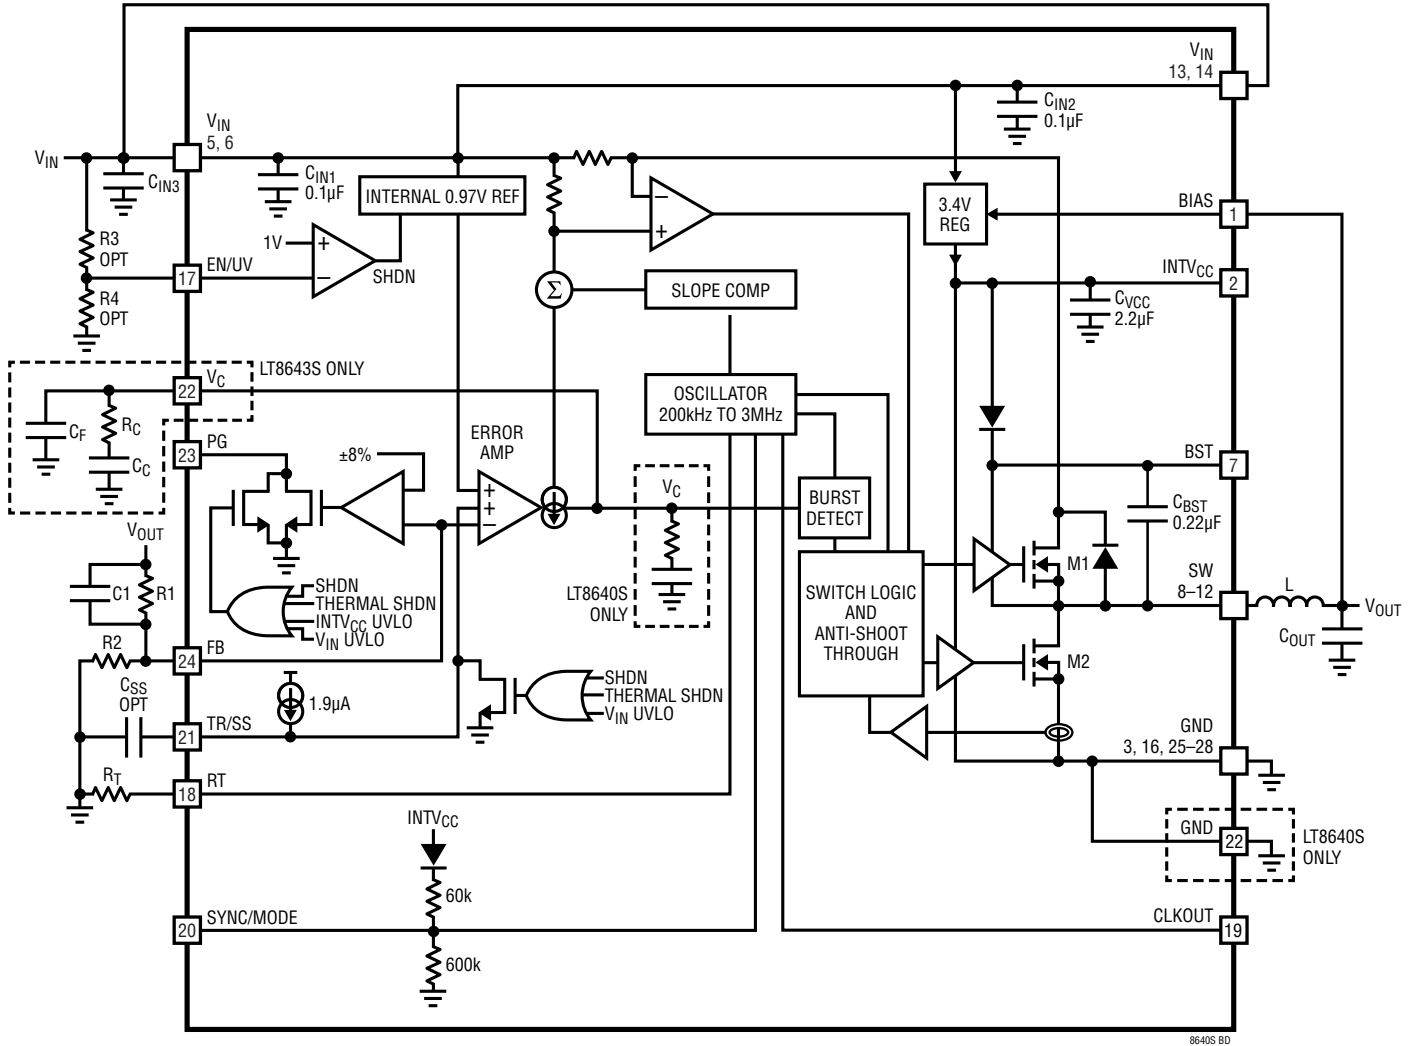 VIN
13, 14
VIN
5, 6
VIN
CIN3
CIN1
0.1µF
CIN2
0.1µF
INTERNAL 0.97V REF
3.4V
REG
BIAS
1
R3
OPT
1V
+
−
SHDN
EN/UV
17
R4
OPT
−
+
Σ
SLOPE COMP
INTVCC
2
CVCC
2.2µF
LT8643S ONLY
VC
22
CF
RC
CC
OSCILLATOR
200kHz TO 3MHz
PG
23
±8%
ERROR
AMP
+
+
−
VC
LT8640S
ONLY
BURST
DETECT
BST
7
CBST
0.22µF
VOUT
C1
R1
SHDN
THERMAL SHDN
INTVCC UVLO
VIN UVLO
SWITCH LOGIC
AND
ANTI-SHOOT
THROUGH
M1
SW
8–12
L
VOUT
COUT
M2
R2
FB
24
CSS
OPT
1.9µA
TR/SS
21
SHDN
THERMAL SHDN
VIN UVLO
GND
3, 16, 25–28
RT
RT
18
GND
22
LT8640S
ONLY
INTVCC
60k
SYNC/MODE
20
600k
CLKOUT
19
8640S BD